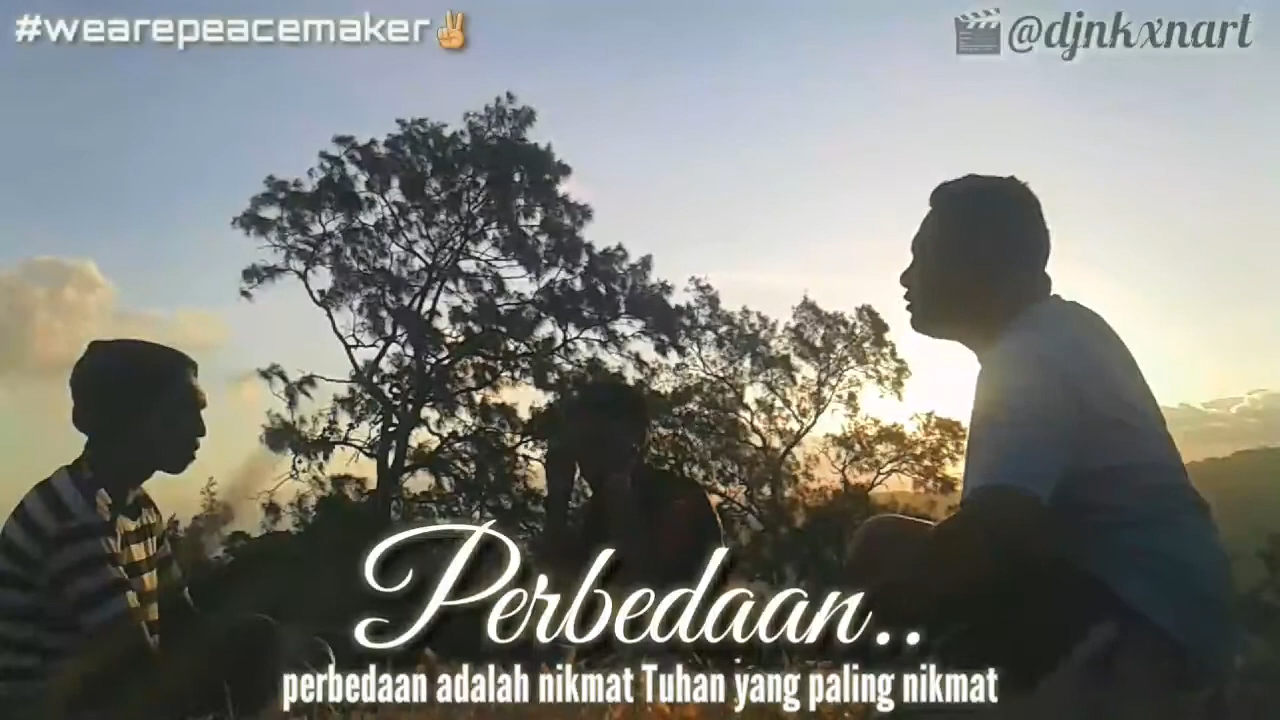 #wearepeacemaker✌
🎬@djnkxnart
Perbedaan..
perbedaan adalah nikmat Tuhan yang paling nikmat